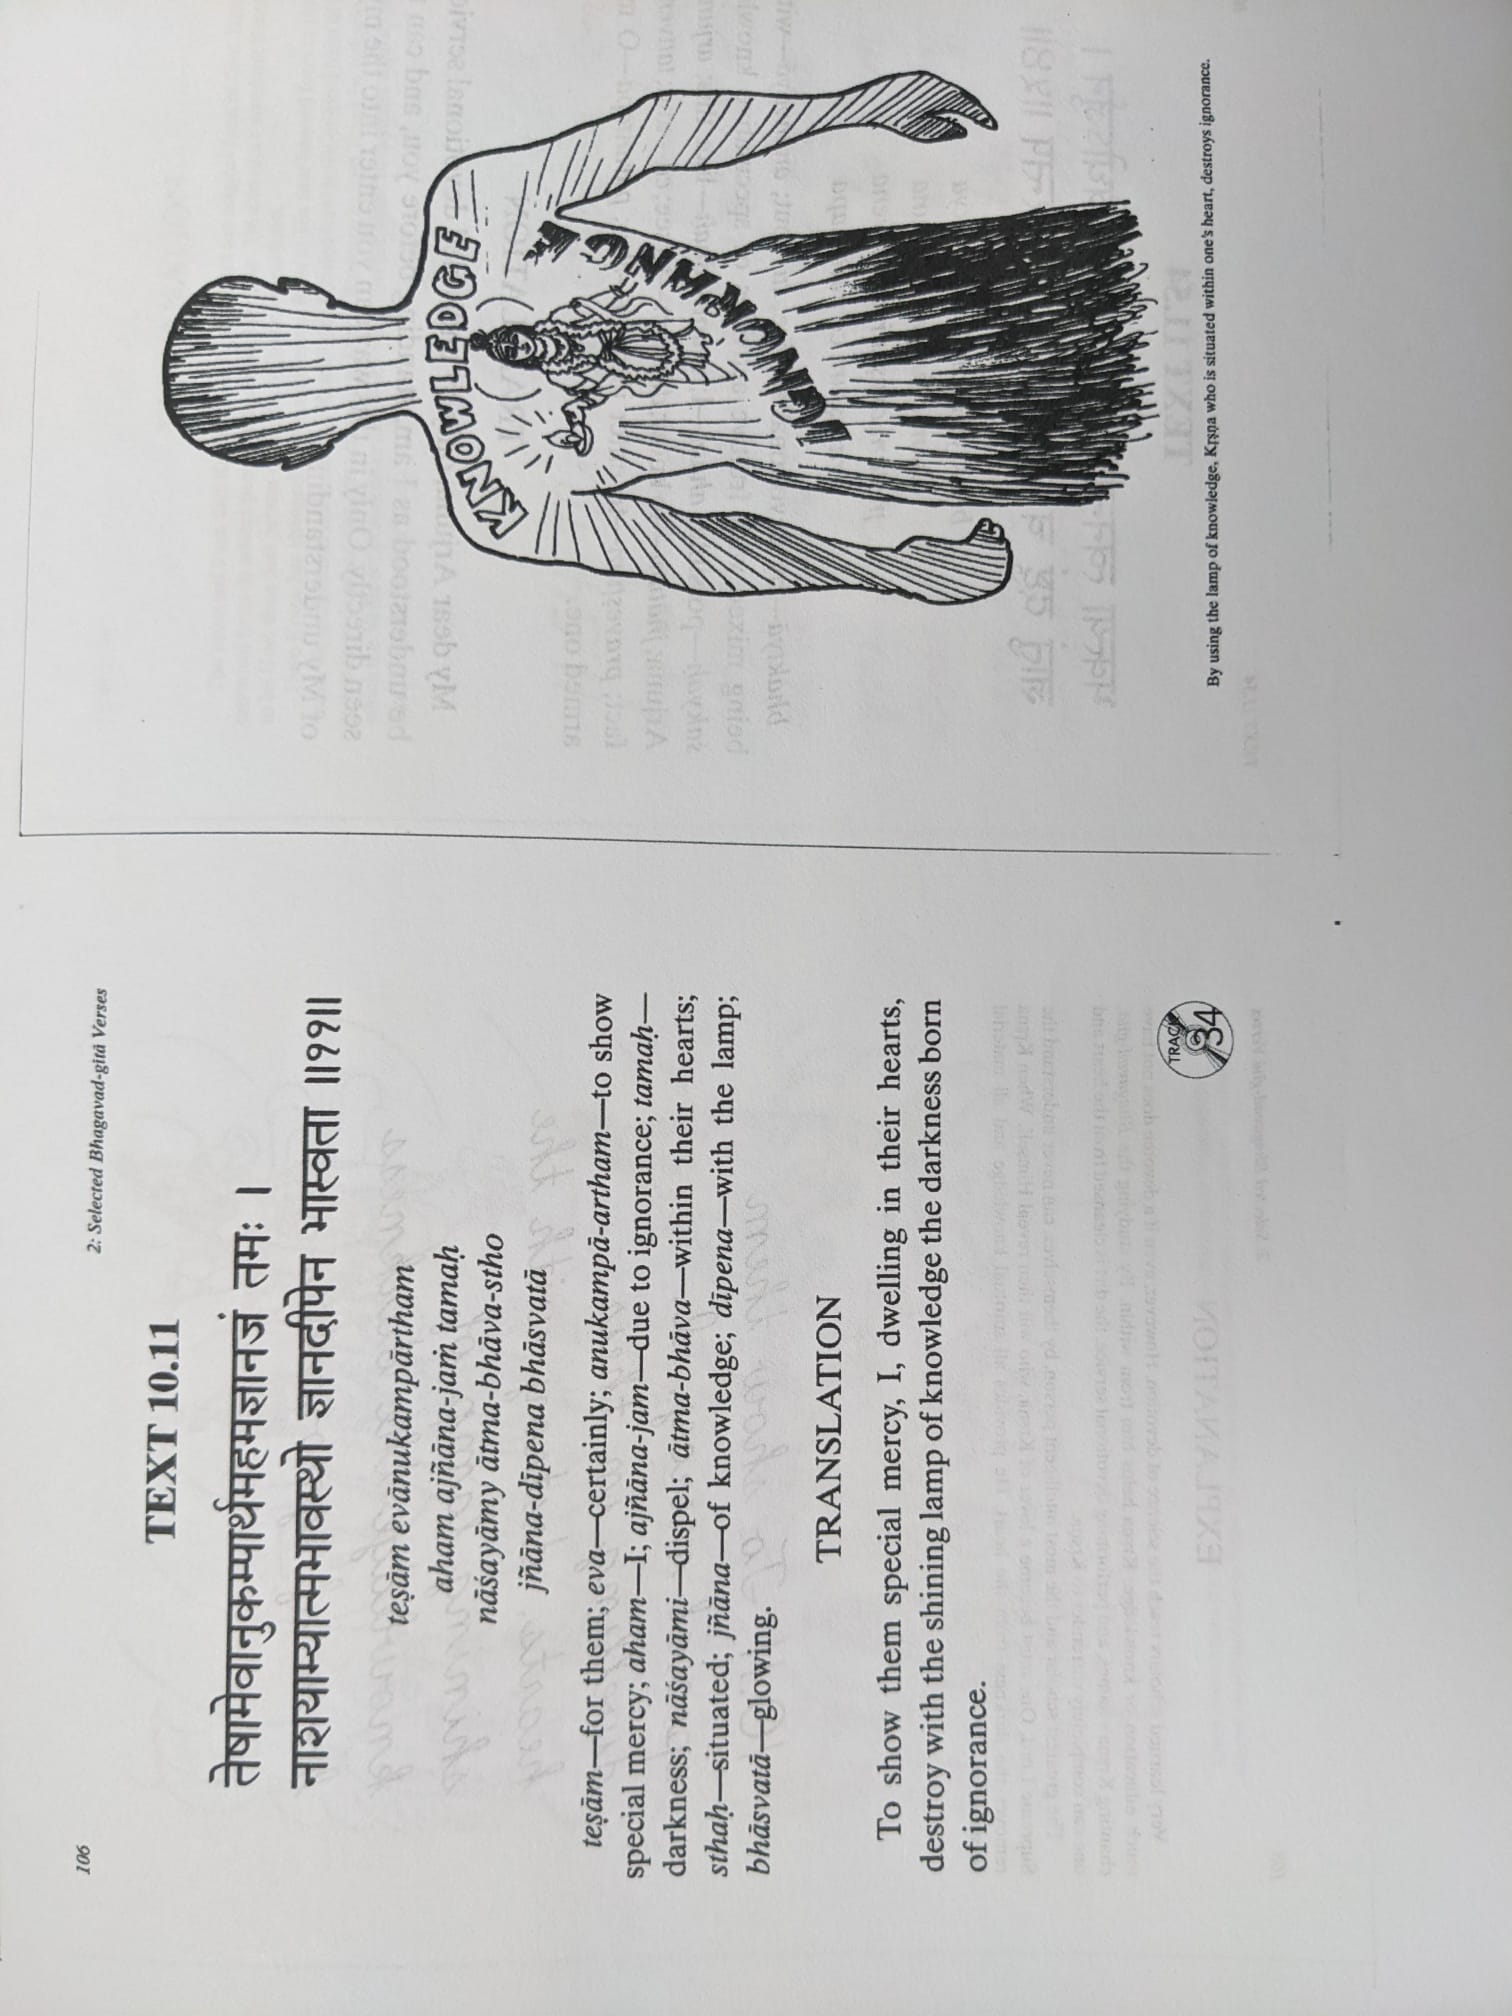 106
2: Selected Bhagavad-gītā Verses
TEXT 10.11
तेषामेवानुकम्पार्थमहमज्ञानजं तमः ।
नाशयाम्यात्मभावस्थो ज्ञानदीपेन भास्वता ॥११॥
teṣām evānukampārtham
aham ajñāna-jaṁ tamaḥ
nāśayāmy ātma-bhāva-stho
jñāna-dīpena bhāsvatā
teṣām—for them; eva—certainly; anukampā-artham—to show
special mercy; aham—I; ajñāna-jam—due to ignorance; tamaḥ—
darkness; nāśayāmi—dispel; ātma-bhāva—within their hearts;
sthaḥ—situated; jñāna—of knowledge; dīpena—with the lamp;
bhāsvatā—glowing.
TRANSLATION
To show them special mercy, I, dwelling in their hearts,
destroy with the shining lamp of knowledge the darkness born
of ignorance.
TRACK
34
KNOWLEDGE
IGNORANCE
By using the lamp of knowledge, Kṛṣṇa who is situated within one's heart, destroys ignorance.